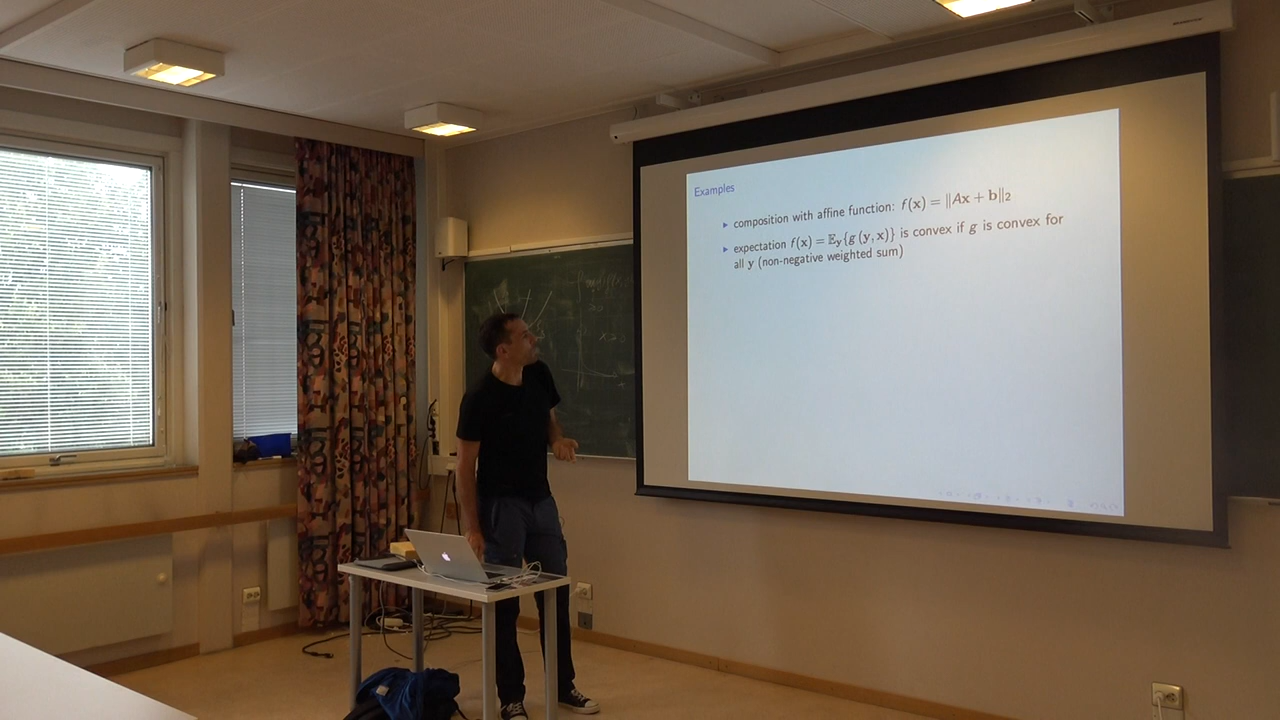 Examples
▸ composition with affine function: f(x) = ‖Ax + b‖₂
▸ expectation f(x) = 𝔼_y{g (y, x)} is convex if g is convex for
all y (non-negative weighted sum)